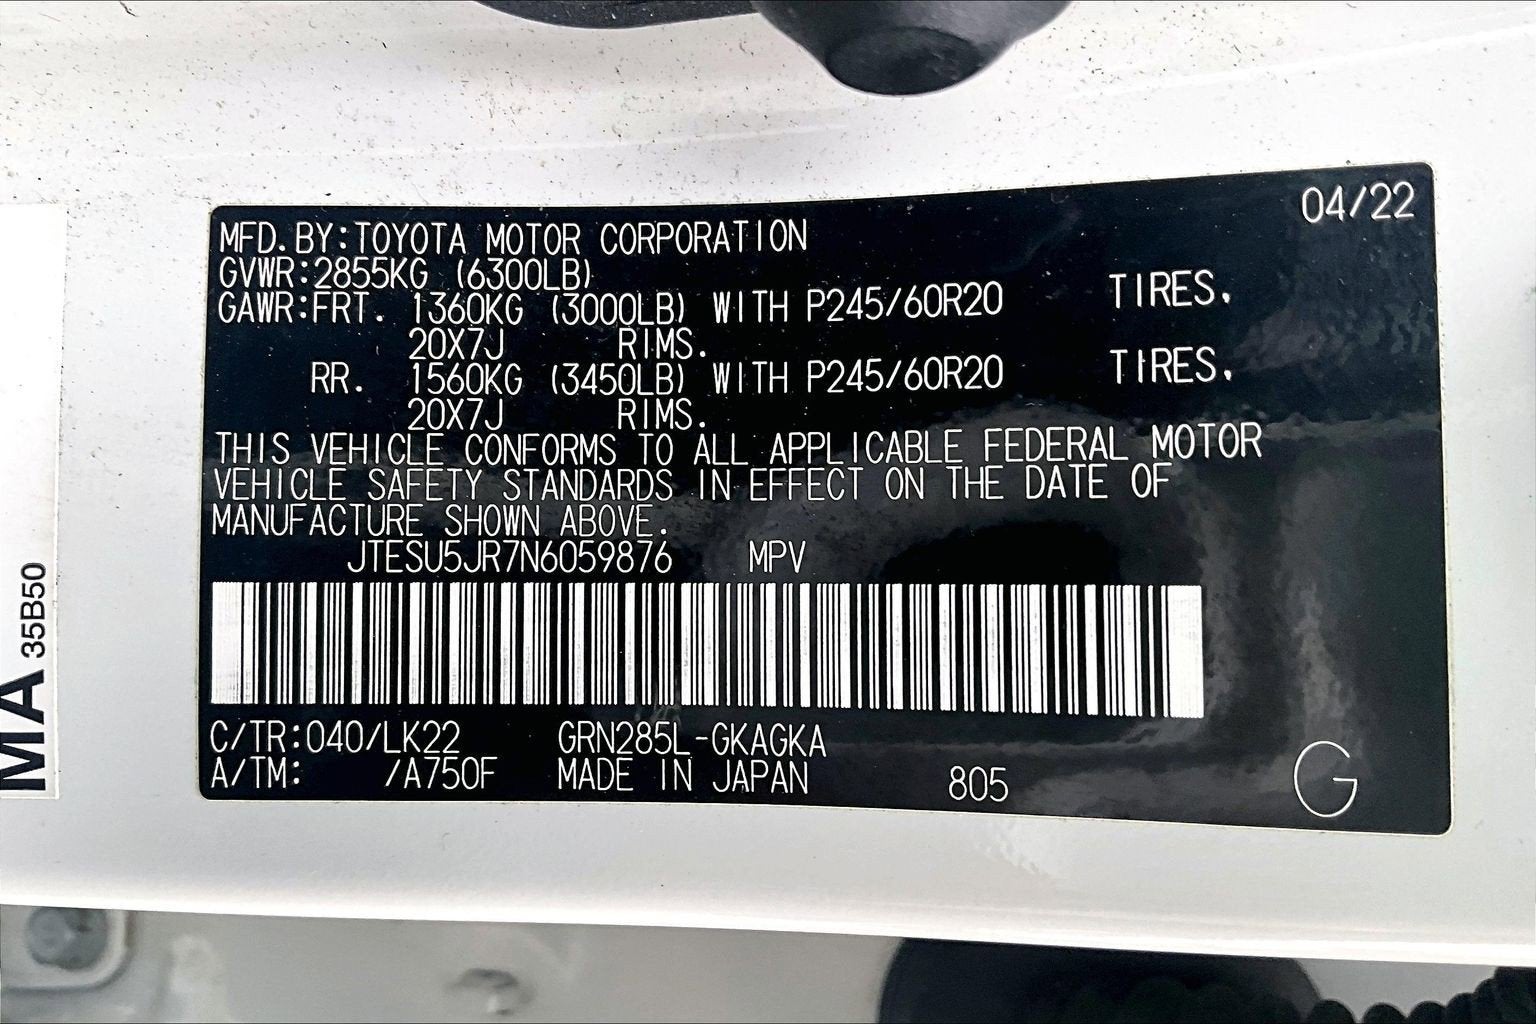 04/22
MFD.BY:TOYOTA MOTOR CORPORATION
GVWR:2855KG (6300LB)
GAWR:FRT. 1360KG (3000LB) WITH P245/60R20 TIRES.
20X7J RIMS.
RR. 1560KG (3450LB) WITH P245/60R20 TIRES.
20X7J RIMS.
THIS VEHICLE CONFORMS TO ALL APPLICABLE FEDERAL MOTOR
VEHICLE SAFETY STANDARDS IN EFFECT ON THE DATE OF
MANUFACTURE SHOWN ABOVE.
JTESU5JR7N6059876 MPV
C/TR:040/LK22 GRN285L-GKAGKA
A/TM: /A750F MADE IN JAPAN 805 G
MA
35B50